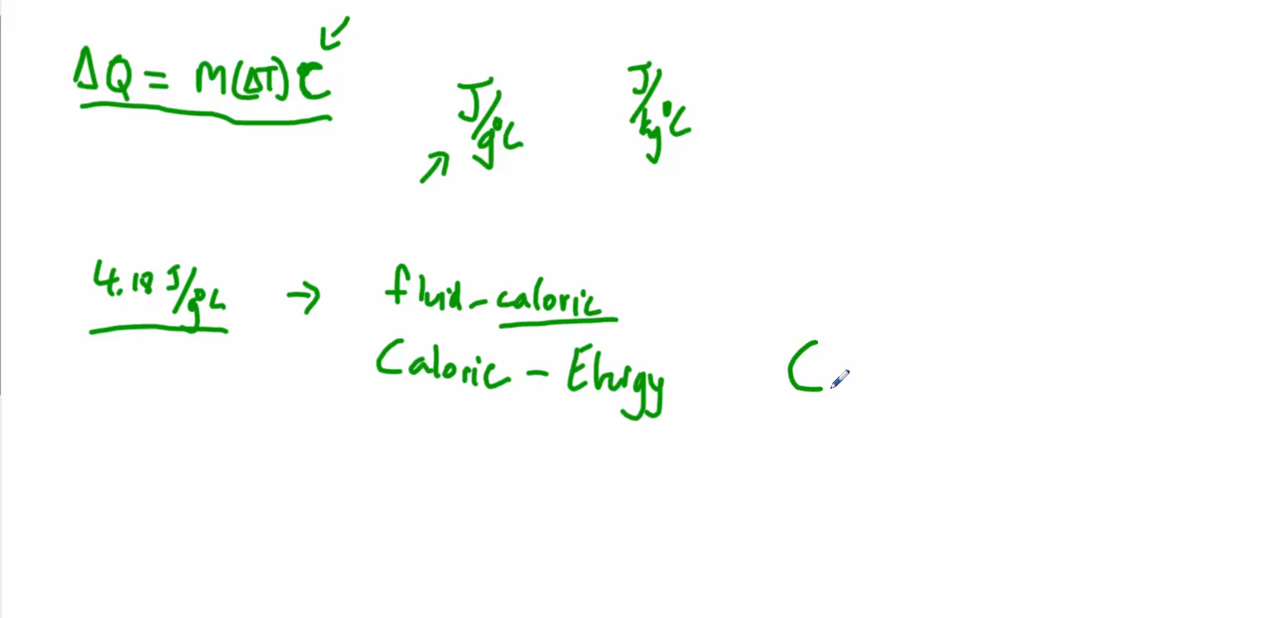 ΔQ = M(ΔT)C
J/g°C
J/kg°C
4.18 J/g°C → fluid - caloric
Caloric - Energy
C